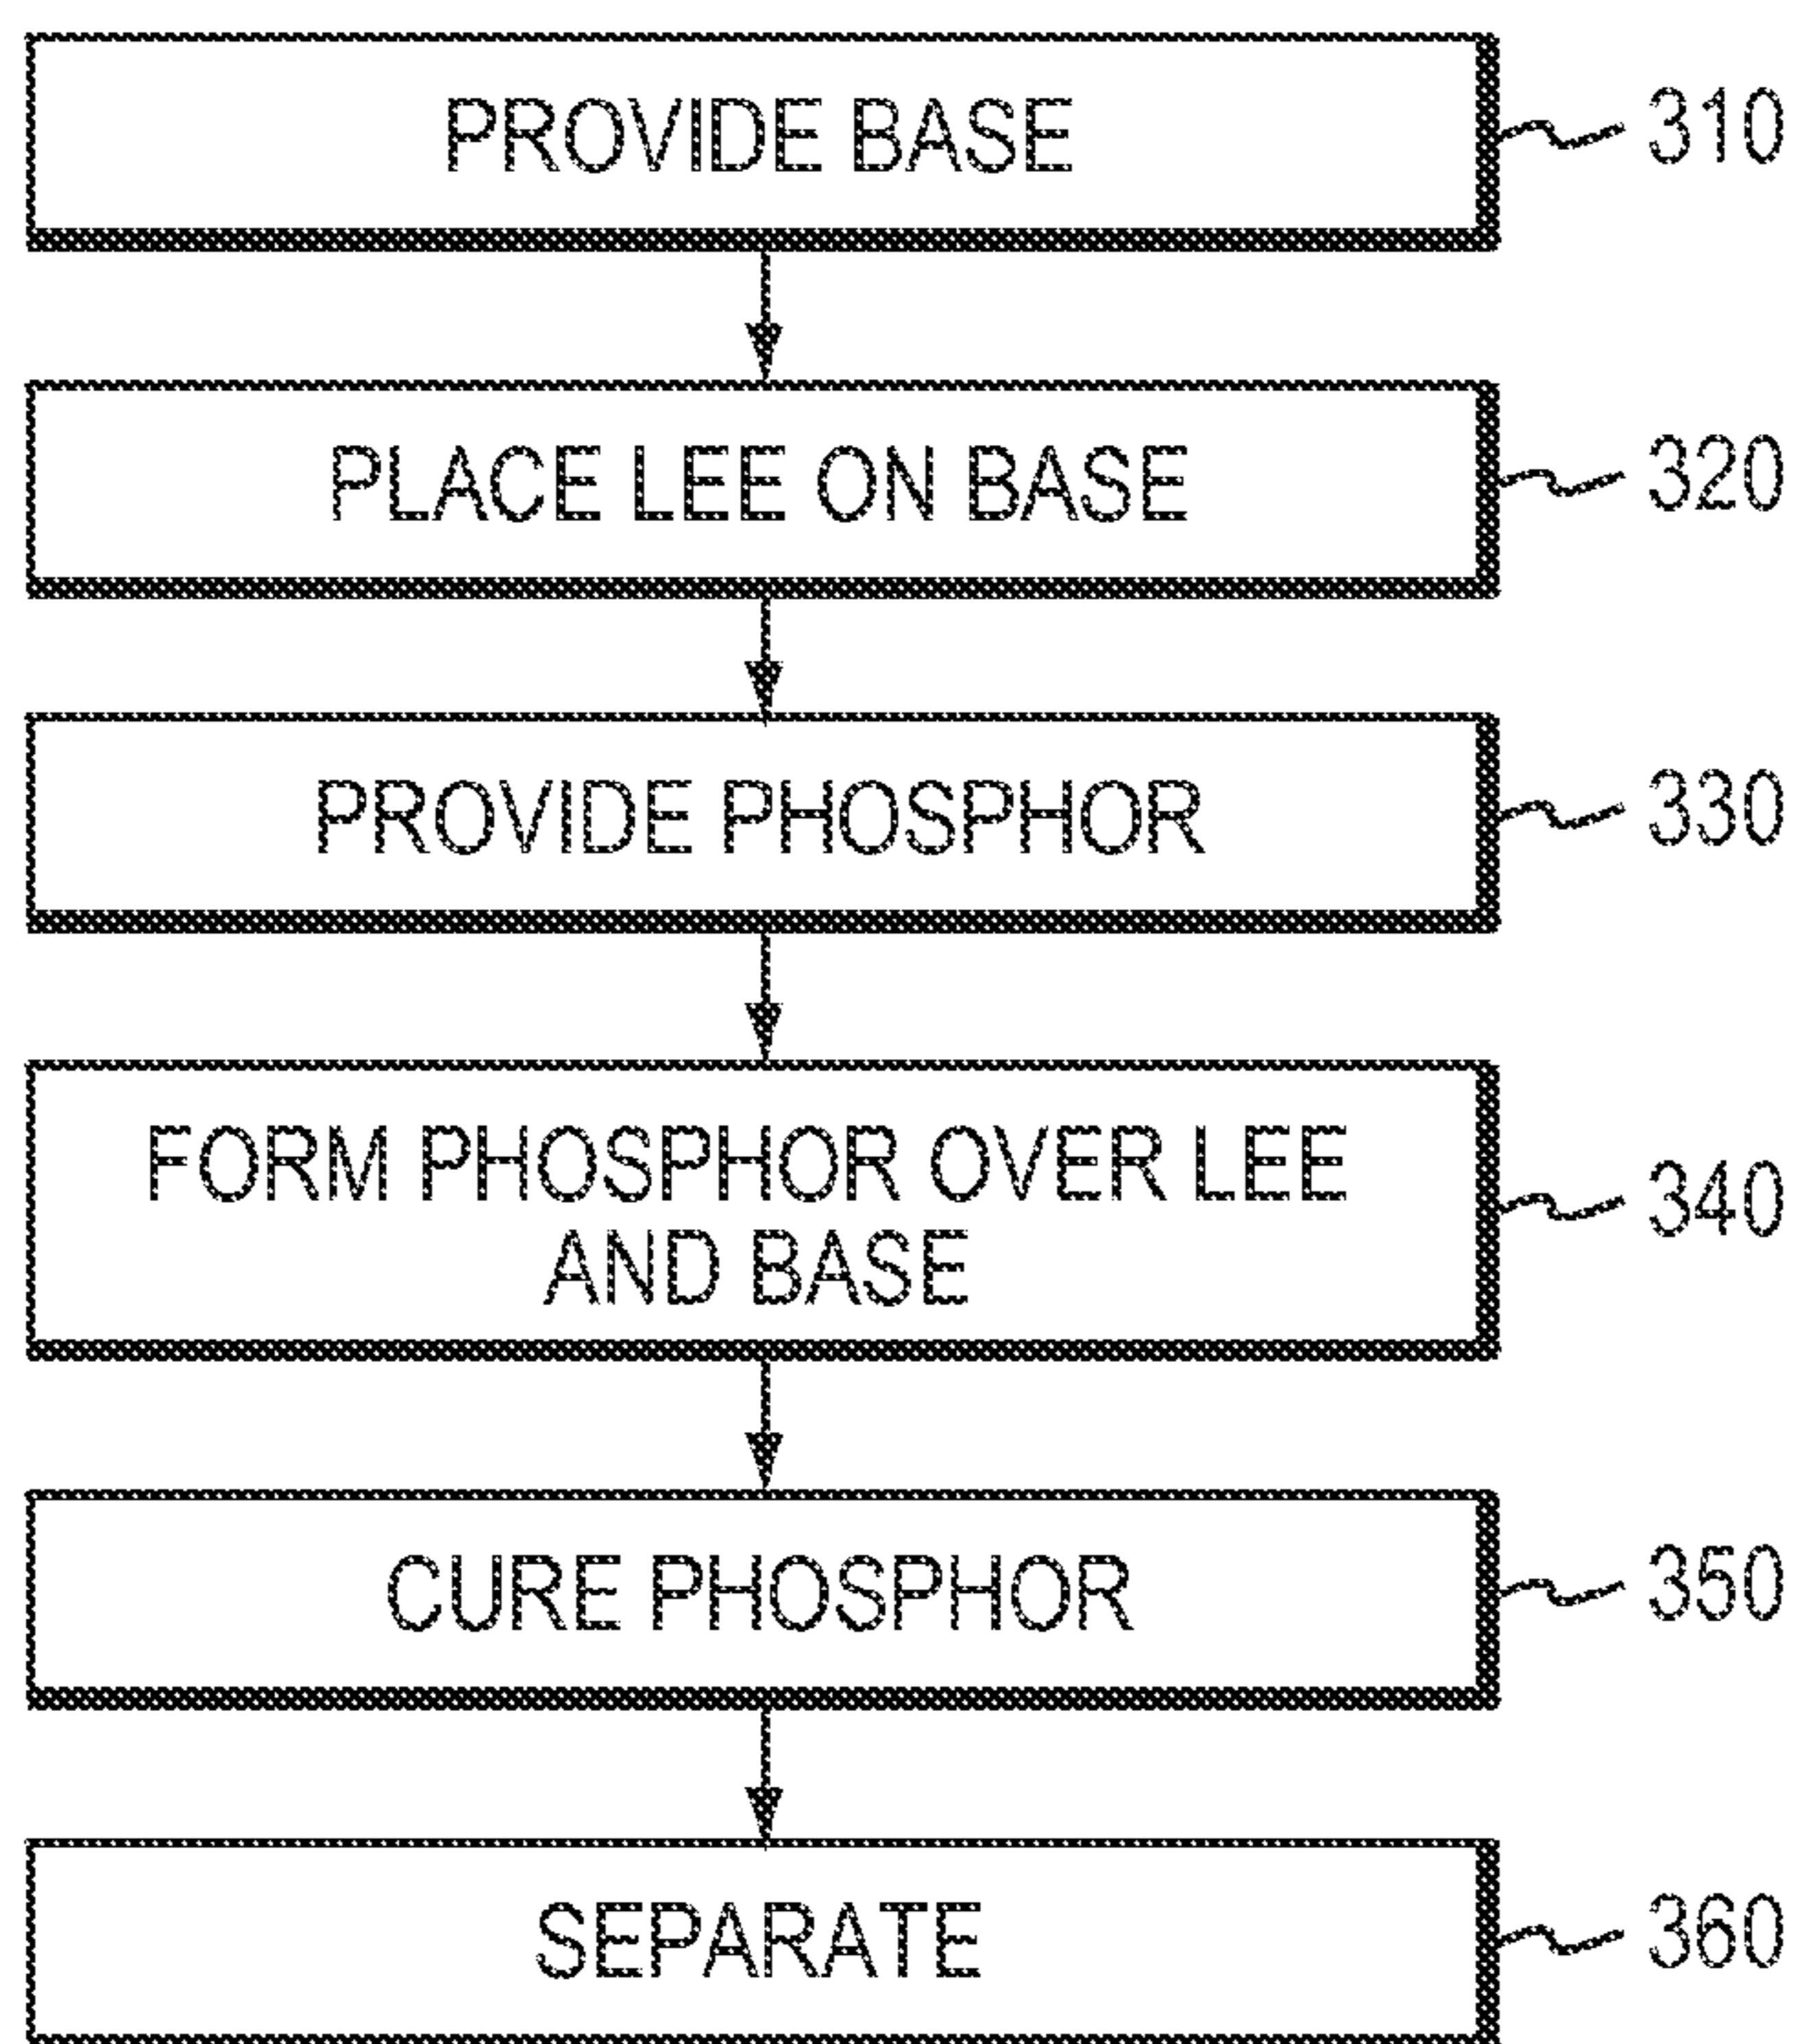 PROVIDE BASE
310
PLACE LEE ON BASE
320
PROVIDE PHOSPHOR
330
FORM PHOSPHOR OVER LEE
AND BASE
340
CURE PHOSPHOR
350
SEPARATE
360